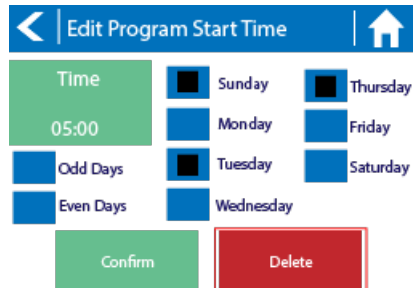 Edit Program Start Time
Time
05:00
Odd Days
Even Days
Sunday
Monday
Tuesday
Wednesday
Thursday
Friday
Saturday
Confirm
Delete